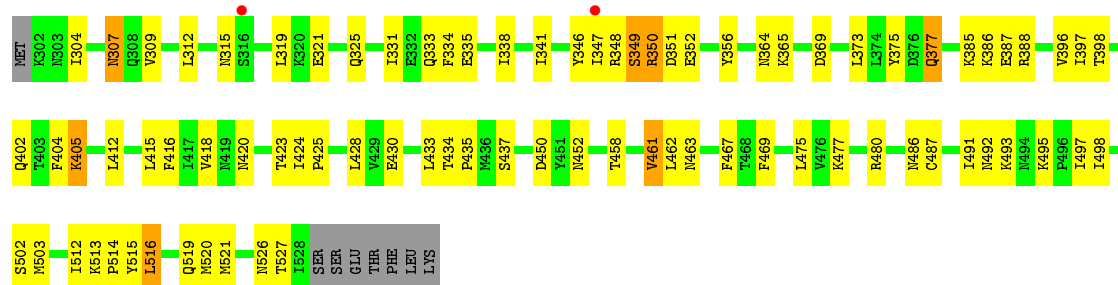 MET K302 N303 I304 N307 Q308 V309 L312 N315 S316 L319 K320 E321 Q325 I331 E332 Q333 F334 E335 I338 I341 Y346 I347 R348 S349 R350 D351 E352 Y356 N364 K365 D369 L373 L374 Y375 D376 Q377 K385 K386 E387 R388 V396 I397 T398
Q402 T403 F404 K405 L412 L415 F416 I417 V418 N419 N420 T423 I424 P425 L428 V429 E430 L433 T434 P435 M436 S437 D450 Y451 N452 T458 V461 L462 N463 F467 T468 F469 L475 V476 K477 R480 N486 C487 I491 N492 K493 N494 K495 P496 I497 I498
S502 M503 I512 K513 P514 Y515 L516 Q519 M520 M521 N526 T527 I528 SER SER GLU THR PHE LEU LYS